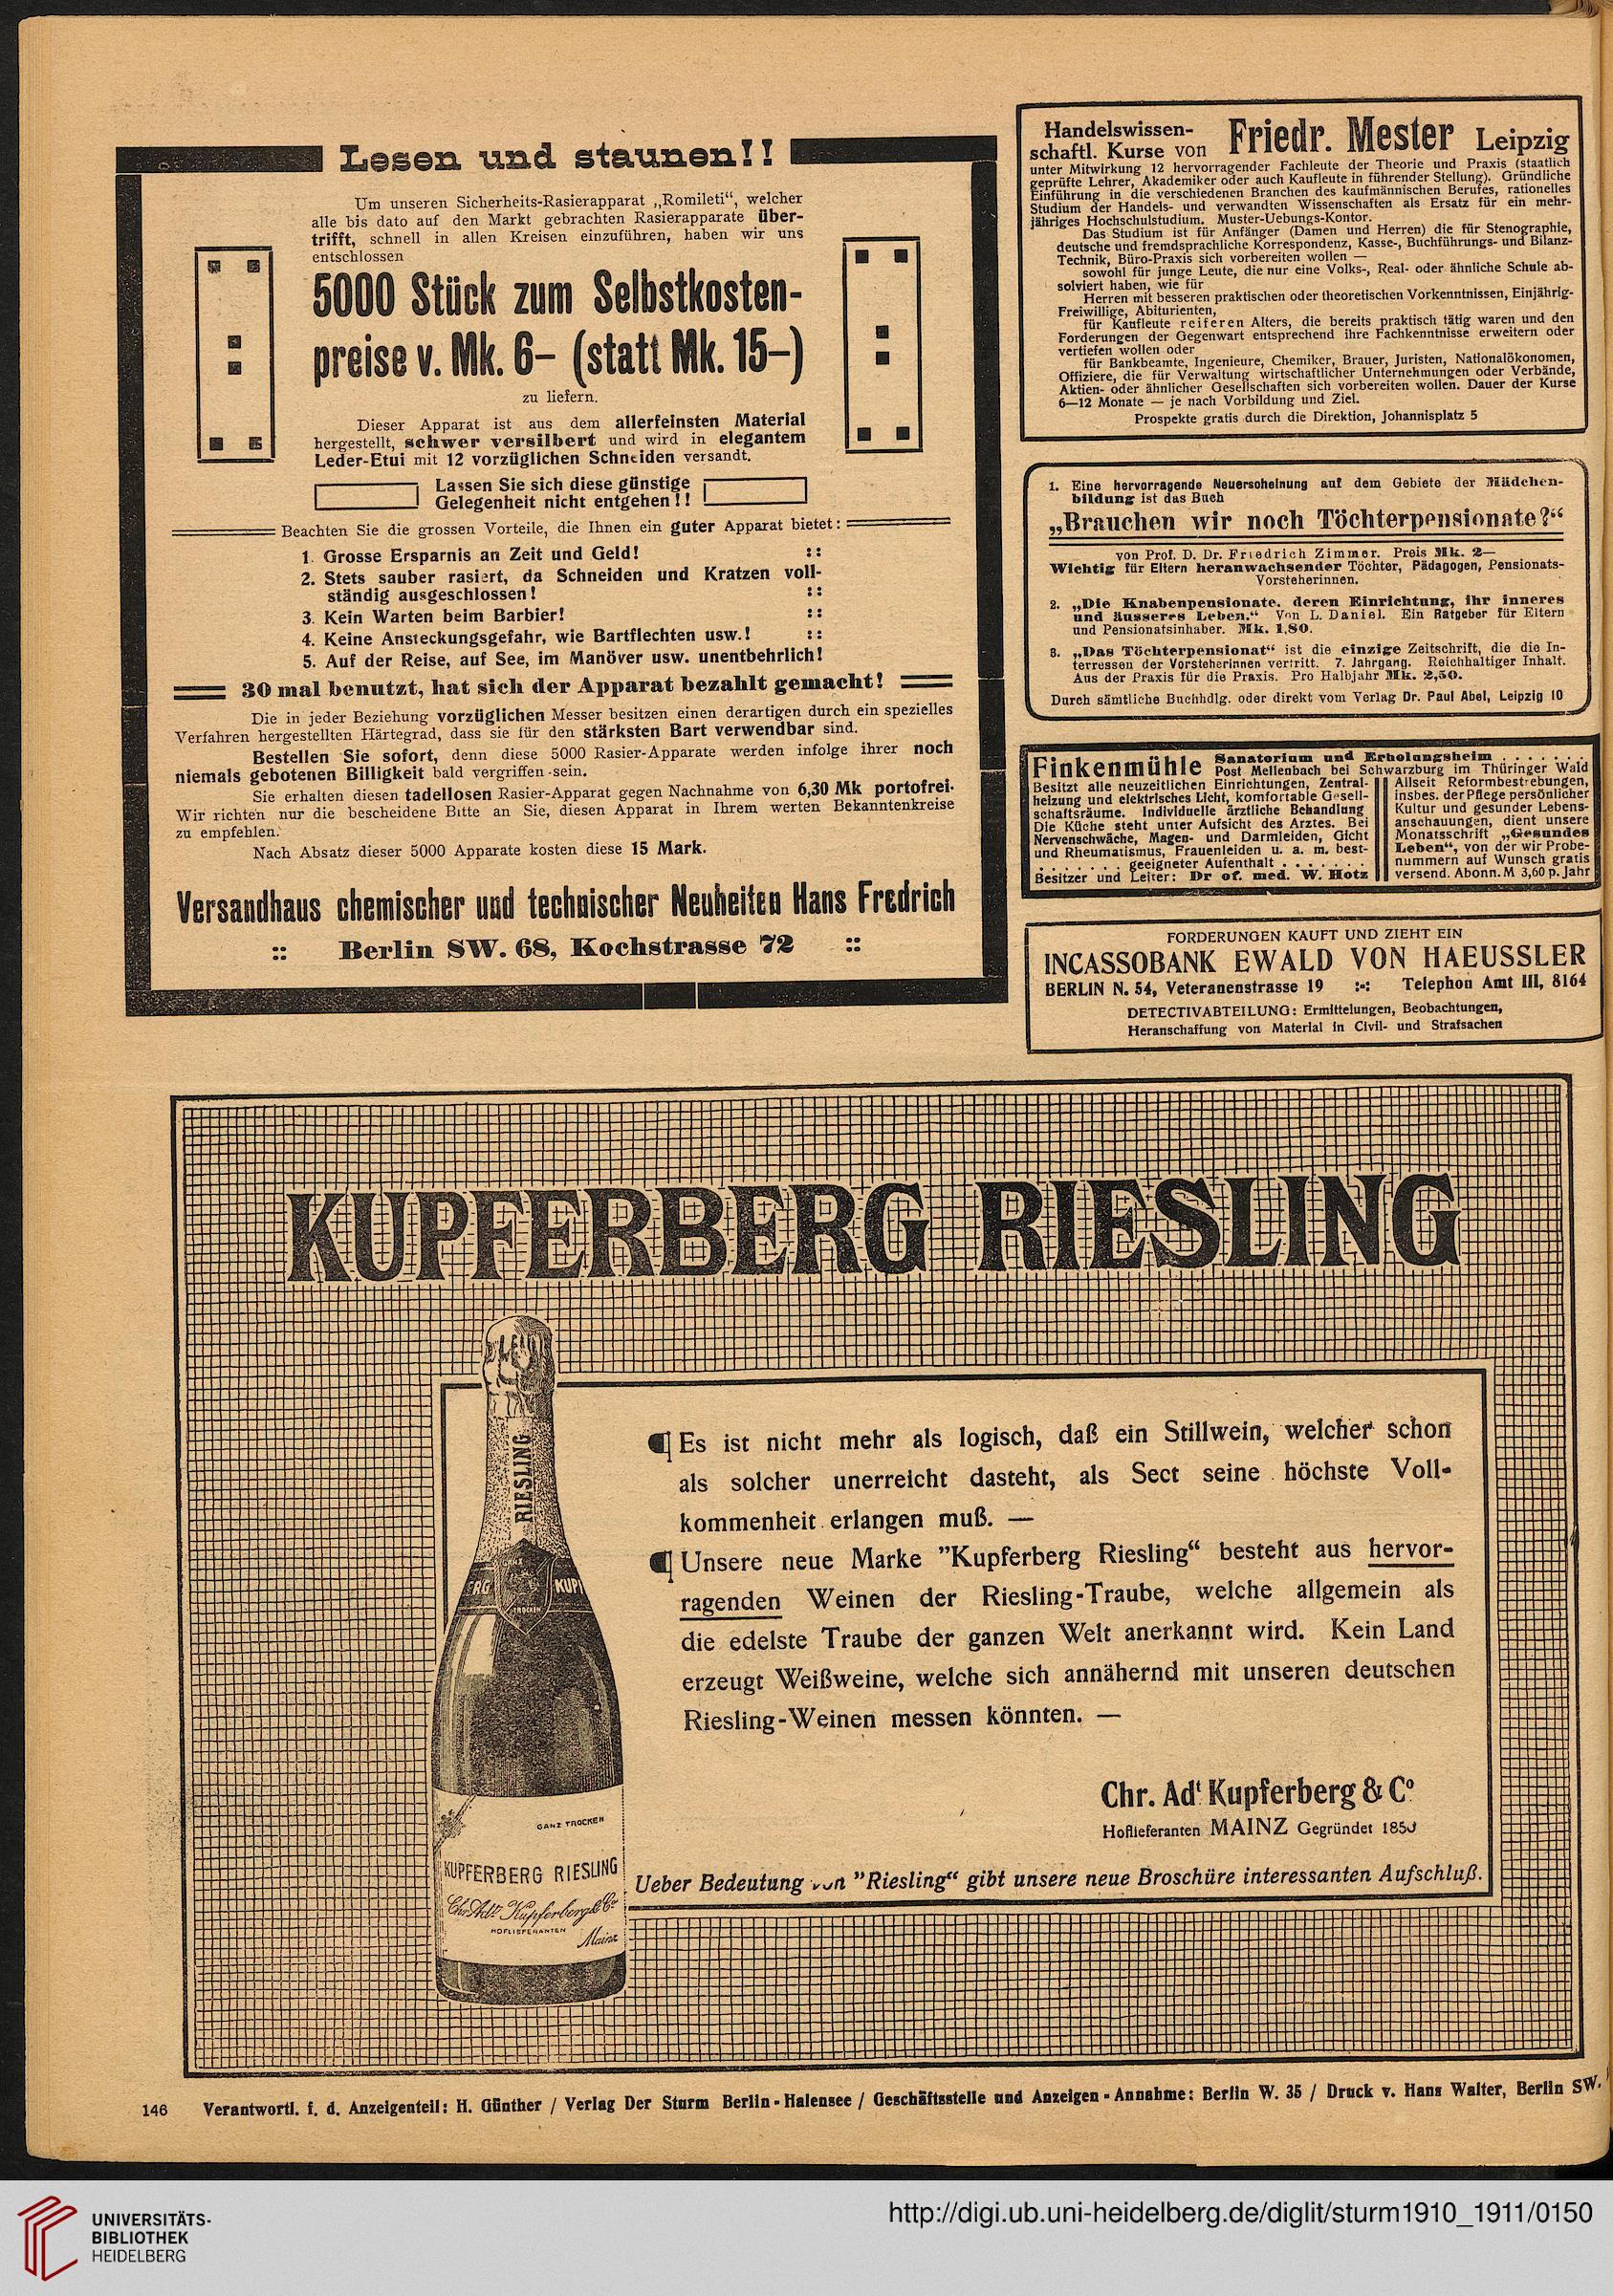 Lesen und staunen!!
Um unseren Sicherheits-Rasierapparat „Romileti“, welcher
alle bis dato auf den Markt gebrachten Rasierapparate über-
trifft, schnell in allen Kreisen einzuführen, haben wir uns
entschlossen
5000 Stück zum Selbstkosten-
preise v. Mk. 6– (statt Mk. 15–)
zu liefern.
Dieser Apparat ist aus dem allerfeinsten Material
hergestellt, schwer versilbert und wird in elegantem
Leder-Etui mit 12 vorzüglichen Schneiden versandt.
Lassen Sie sich diese günstige
Gelegenheit nicht entgehen!!
Beachten Sie die grossen Vorteile, die Ihnen ein guter Apparat bietet:
1. Grosse Ersparnis an Zeit und Geld! ::
2. Stets sauber rasiert, da Schneiden und Kratzen voll-
ständig ausgeschlossen! ::
3. Kein Warten beim Barbier! ::
4. Keine Ansteckungsgefahr, wie Bartflechten usw.! ::
5. Auf der Reise, auf See, im Manöver usw. unentbehrlich!
30 mal benutzt, hat sich der Apparat bezahlt gemacht!
Die in jeder Beziehung vorzüglichen Messer besitzen einen derartigen durch ein spezielles
Verfahren hergestellten Härtegrad, dass sie für den stärksten Bart verwendbar sind.
Bestellen Sie sofort, denn diese 5000 Rasier-Apparate werden infolge ihrer noch
niemals gebotenen Billigkeit bald vergriffen sein.
Sie erhalten diesen tadellosen Rasier-Apparat gegen Nachnahme von 6,30 Mk portofrei.
Wir richten nur die bescheidene Bitte an Sie, diesen Apparat in Ihrem werten Bekanntenkreise
zu empfehlen.
Nach Absatz dieser 5000 Apparate kosten diese 15 Mark.
Versandhaus chemischer und technischer Neuheiten Hans Fredrich
:: Berlin SW. 68, Kochstrasse 72 ::
Handelswissen-
schaftl. Kurse von Friedr. Mester Leipzig
unter Mitwirkung 12 hervorragender Fachleute der Theorie und Praxis (staatlich
geprüfte Lehrer, Akademiker oder auch Kaufleute in führender Stellung). Gründliche
Einführung in die verschiedenen Branchen des kaufmännischen Berufes, rationelles
Studium der Handels- und verwandten Wissenschaften als Ersatz für ein mehr-
jähriges Hochschulstudium. Muster-Uebungs-Kontor.
Das Studium ist für Anfänger (Damen und Herren) die für Stenographie,
deutsche und fremdsprachliche Korrespondenz, Kasse-, Buchführungs- und Bilanz-
Technik, Büro-Praxis sich vorbereiten wollen —
sowohl für junge Leute, die nur eine Volks-, Real- oder ähnliche Schule ab-
solviert haben, wie für
Herren mit besseren praktischen oder theoretischen Vorkenntnissen, Einjährig-
Freiwillige, Abiturienten,
für Kaufleute reiferen Alters, die bereits praktisch tätig waren und den
Forderungen der Gegenwart entsprechend ihre Fachkenntnisse erweitern oder
vertiefen wollen oder
für Bankbeamte, Ingenieure, Chemiker, Brauer, Juristen, Nationalökonomen,
Offiziere, die für Verwaltung wirtschaftlicher Unternehmungen oder Verbände,
Aktien- oder ähnlicher Gesellschaften sich vorbereiten wollen. Dauer der Kurse
6—12 Monate — je nach Vorbildung und Ziel.
Prospekte gratis durch die Direktion, Johannisplatz 5
1. Eine hervorragende Neuerscheinung auf dem Gebiete der Mädchen-
bildung ist das Buch
„Brauchen wir noch Töchterpensionate?“
von Prof. D. Dr. Friedrich Zimmer. Preis Mk. 2—
Wichtig für Eltern heranwachsender Töchter, Pädagogen, Pensionats-
Vorsteherinnen.
2. „Die Knabenpensionate, deren Einrichtung, ihr inneres
und äusseres Leben.“ Von L. Daniel. Ein Ratgeber für Eltern
und Pensionatsinhaber. Mk. 1,80.
3. „Das Töchterpensionat“ ist die einzige Zeitschrift, die die In-
terressen der Vorsteherinnen vertritt. 7. Jahrgang. Reichhaltiger Inhalt.
Aus der Praxis für die Praxis. Pro Halbjahr Mk. 2,50.
Durch sämtliche Buchhdlg. oder direkt vom Verlag Dr. Paul Abel, Leipzig 10
Finkenmühle Sanatorium und Erholungsheim . . . . . . .
Post Mellenbach bei Schwarzburg im Thüringer Wald
Besitzt alle neuzeitlichen Einrichtungen, Zentral-
heizung und elektrisches Licht, komfortable Gesell-
schaftsräume. Individuelle ärztliche Behandlung
Die Küche steht unter Aufsicht des Arztes. Bei
Nervenschwäche, Magen- und Darmleiden, Gicht
und Rheumatismus, Frauenleiden u. a. m. best-
. . . . . . . geeigneter Aufenthalt . . . . . . .
Besitzer und Leiter: Dr of. med. W. Hotz
Allseit Reformbestrebungen,
insbes. der Pflege persönlicher
Kultur und gesunder Lebens-
anschauungen, dient unsere
Monatsschrift „Gesundes
Leben“, von der wir Probe-
nummern auf Wunsch gratis
versend. Abonn. M 3,60 p. Jahr
FORDERUNGEN KAUFT UND ZIEHT EIN
INCASSOBANK EWALD VON HAEUSSLER
BERLIN N. 54, Veteranenstrasse 19 :-: Telephon Amt III, 8164
DETECTIVABTEILUNG: Ermittelungen, Beobachtungen,
Heranschaffung von Material in Civil- und Strafsachen
KUPFERBERG RIESLING
¶ Es ist nicht mehr als logisch, daß ein Stillwein, welcher schon
als solcher unerreicht dasteht, als Sect seine höchste Voll-
kommenheit erlangen muß. —
¶ Unsere neue Marke ”Kupferberg Riesling“ besteht aus hervor-
ragenden Weinen der Riesling-Traube, welche allgemein als
die edelste Traube der ganzen Welt anerkannt wird. Kein Land
erzeugt Weißweine, welche sich annähernd mit unseren deutschen
Riesling-Weinen messen könnten. —
Chr. Adt Kupferberg & Co
Hoflieferanten MAINZ Gegründet 1850
Ueber Bedeutung von ”Riesling“ gibt unsere neue Broschüre interessanten Aufschluß.
RIESLING
ERG KUP
TROCKEN
GANZ TROCKEN
KUPFERBERG RIESLING
Chr. Adt Kupferberg & Co
HOFLIEFERANTEN
Mainz
146 Verantwortl. f. d. Anzeigenteil: H. Günther / Verlag Der Sturm Berlin-Halensee / Geschäftsstelle und Anzeigen-Annahme: Berlin W. 35 / Druck v. Hans Walter, Berlin SW.
UNIVERSITÄTS-
BIBLIOTHEK
HEIDELBERG
http://digi.ub.uni-heidelberg.de/diglit/sturm1910_1911/0150